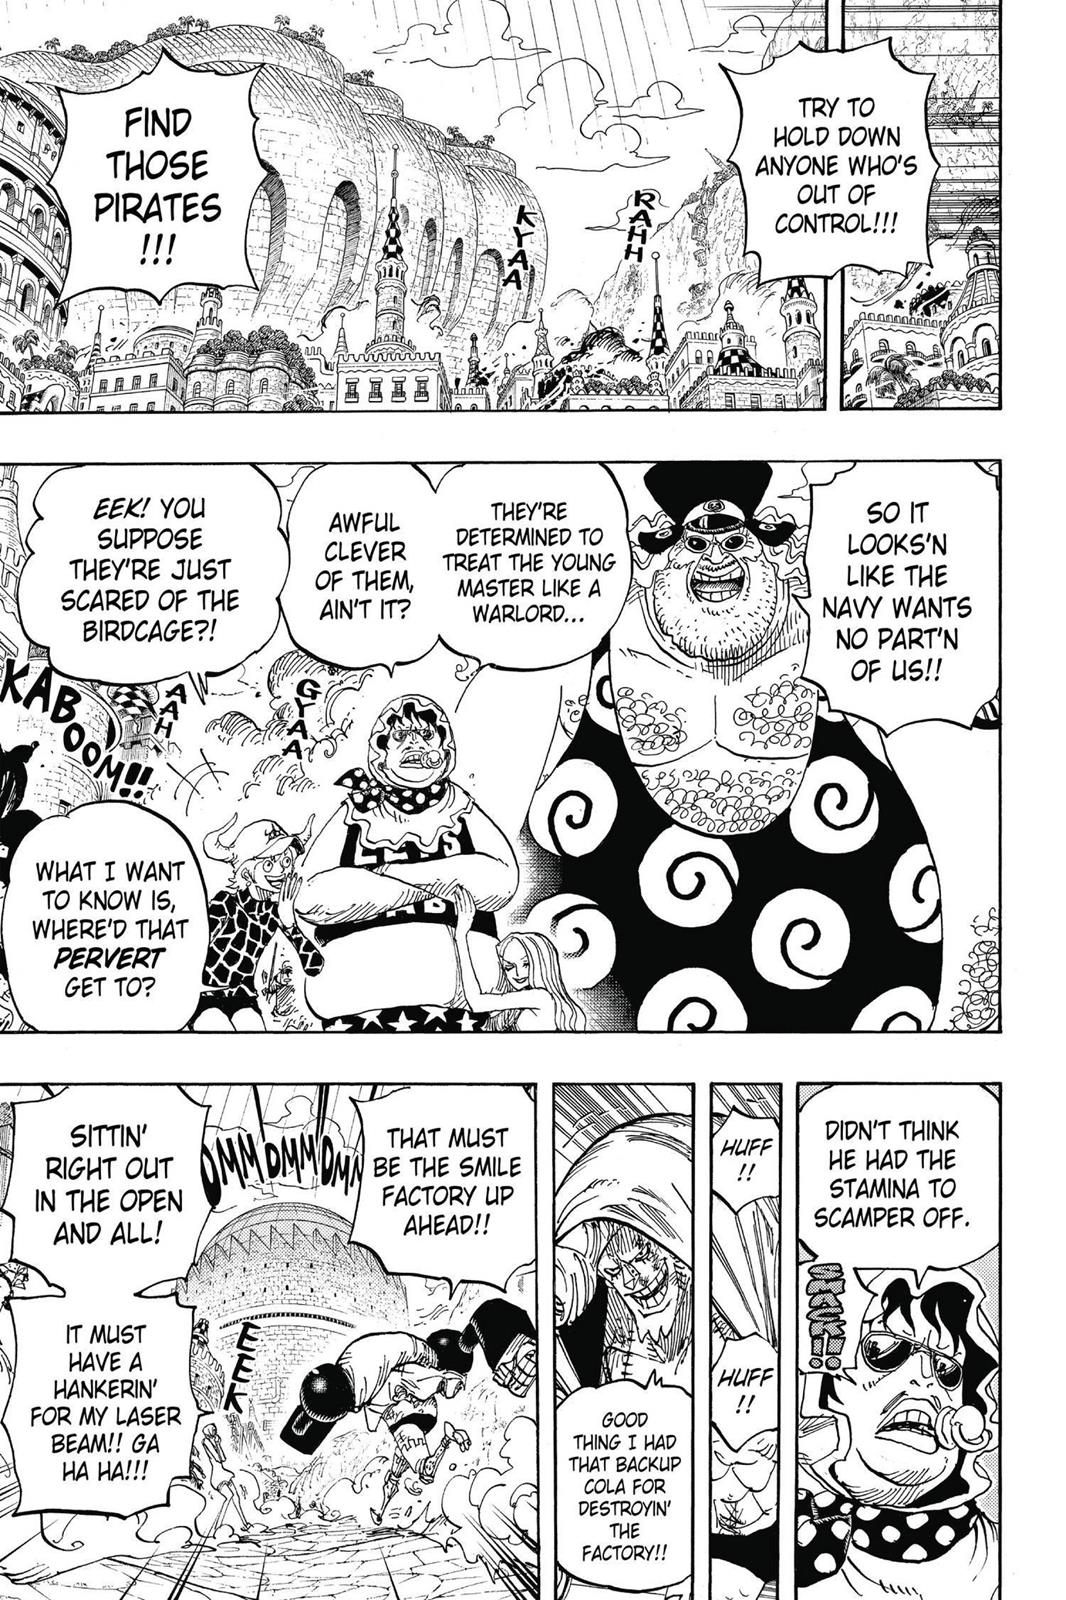 TRY TO
HOLD DOWN
ANYONE WHO'S
OUT OF
CONTROL!!!
RAHH
KYAA
FIND
THOSE
PIRATES
!!!
SO IT
LOOKS'N
LIKE THE
NAVY WANTS
NO PART'N
OF US!!
THEY'RE
DETERMINED TO
TREAT THE YOUNG
MASTER LIKE A
WARLORD...
AWFUL
CLEVER
OF THEM,
AIN'T IT?
EEK! YOU
SUPPOSE
THEY'RE JUST
SCARED OF THE
BIRDCAGE?!
GYAA
AAH
KABOOM!!
WHAT I WANT
TO KNOW IS,
WHERE'D THAT
PERVERT
GET TO?
DIDN'T THINK
HE HAD THE
STAMINA TO
SCAMPER OFF.
HUFF
!!
HUFF
!!
GOOD
THING I HAD
THAT BACKUP
COLA FOR
DESTROYIN'
THE
FACTORY!!
THAT MUST
BE THE SMILE
FACTORY UP
AHEAD!!
DMM DMM DMM
EEEK
SITTIN'
RIGHT OUT
IN THE OPEN
AND ALL!
IT MUST
HAVE A
HANKERIN'
FOR MY LASER
BEAM!! GA
HA HA!!!